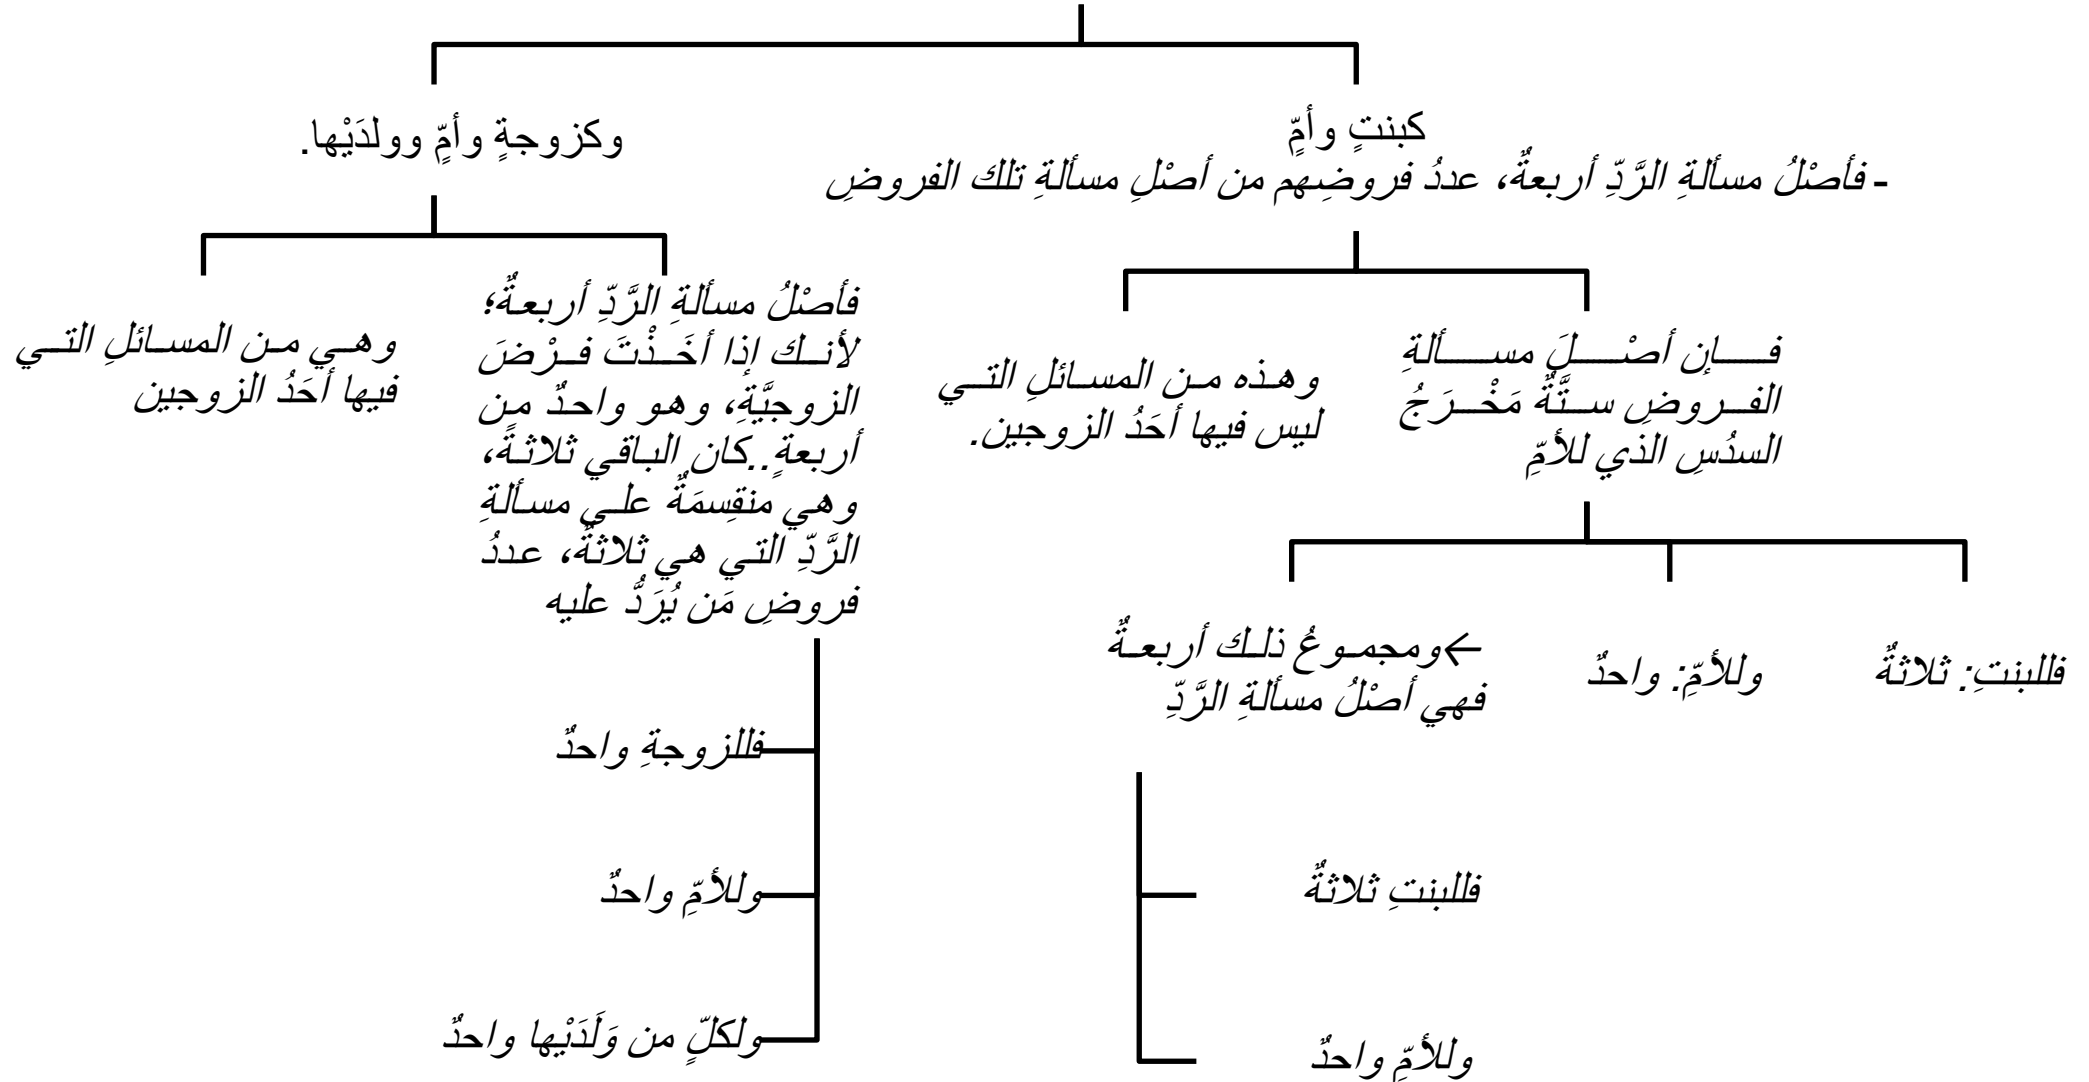 كبنتٍ وأمٍّ
- فأصْلُ مسألةِ الرَّدِّ أربعةٌ، عددُ فروضِهم من أصْلِ مسألةِ تلك الفروضِ
فإن أصْلَ مسألةِ
الفروضِ ستَّةٌ مَخْرَجُ
السدُسِ الذي للأمِّ
فللبنتِ: ثلاثةٌ
وللأمِّ: واحدٌ
←ومجموعُ ذلك أربعةٌ
فهي أصْلُ مسألةِ الرَّدِّ
فللبنتِ ثلاثةٌ
وللأمِّ واحدٌ
وهذه من المسائلِ التي
ليس فيها أحَدُ الزوجين.
وكزوجةٍ وأمٍّ وولدَيْها.
فأصْلُ مسألةِ الرَّدِّ أربعةٌ؛
لأنك إذا أخَذْتَ فرْضَ
الزوجيَّةِ، وهو واحدٌ من
أربعةٍ..كان الباقي ثلاثةً،
وهي منقِسمَةٌ على مسألةِ
الرَّدِّ التي هي ثلاثةٌ، عددُ
فروضِ مَن يُرَدُّ عليه
فللزوجةِ واحدٌ
وللأمِّ واحدٌ
ولكلٍّ من وَلَدَيْها واحدٌ
وهي من المسائلِ التي
فيها أحَدُ الزوجين